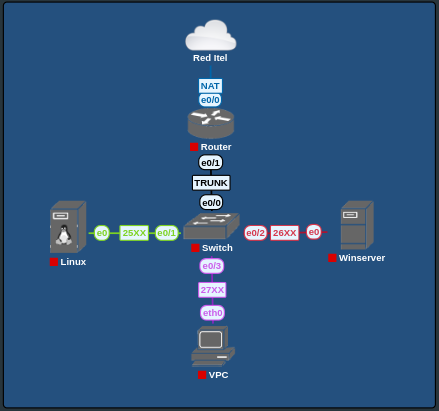 Red Itel
NAT
e0/0
Router
e0/1
TRUNK
e0/0
e0 25XX e0/1
Switch
e0/2 26XX e0
Linux
Winserver
e0/3
27XX
eth0
VPC